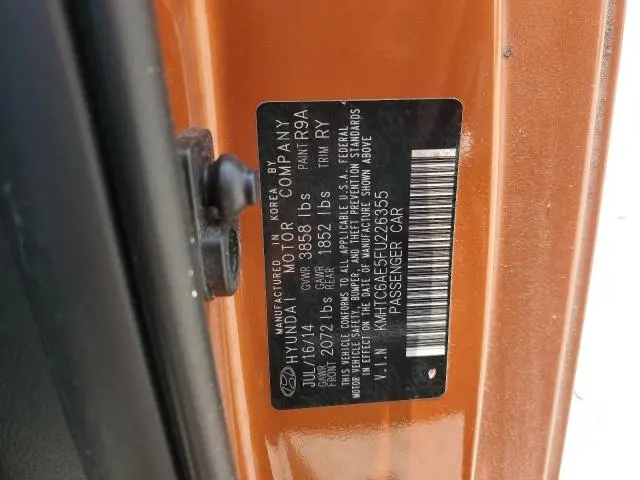 MANUFACTURED IN KOREA BY
HYUNDAI MOTOR COMPANY
JUL/16/14 GVWR 3858 lbs PAINT R9A
GAWR FRONT 2072 lbs GAWR REAR 1852 lbs TRIM RY
THIS VEHICLE CONFORMS TO ALL APPLICABLE U.S.A. FEDERAL
MOTOR VEHICLE SAFETY, BUMPER, AND THEFT PREVENTION STANDARDS
IN EFFECT ON THE DATE OF MANUFACTURE SHOWN ABOVE
V.I.N KMHTC6AE5FU226355
PASSENGER CAR